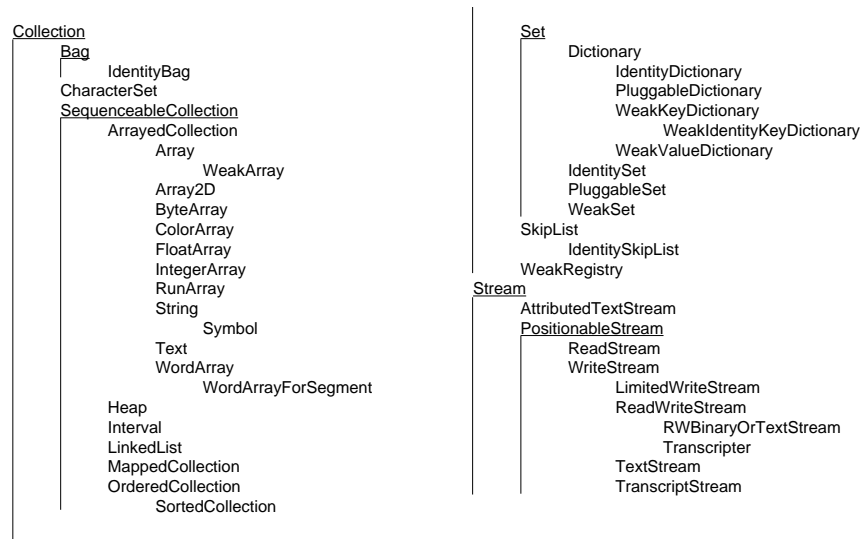 Collection
Bag
IdentityBag
CharacterSet
SequenceableCollection
ArrayedCollection
Array
WeakArray
Array2D
ByteArray
ColorArray
FloatArray
IntegerArray
RunArray
String
Symbol
Text
WordArray
WordArrayForSegment
Heap
Interval
LinkedList
MappedCollection
OrderedCollection
SortedCollection
Set
Dictionary
IdentityDictionary
PluggableDictionary
WeakKeyDictionary
WeakIdentityKeyDictionary
WeakValueDictionary
IdentitySet
PluggableSet
WeakSet
SkipList
IdentitySkipList
WeakRegistry
Stream
AttributedTextStream
PositionableStream
ReadStream
WriteStream
LimitedWriteStream
ReadWriteStream
RWBinaryOrTextStream
Transcripter
TextStream
TranscriptStream